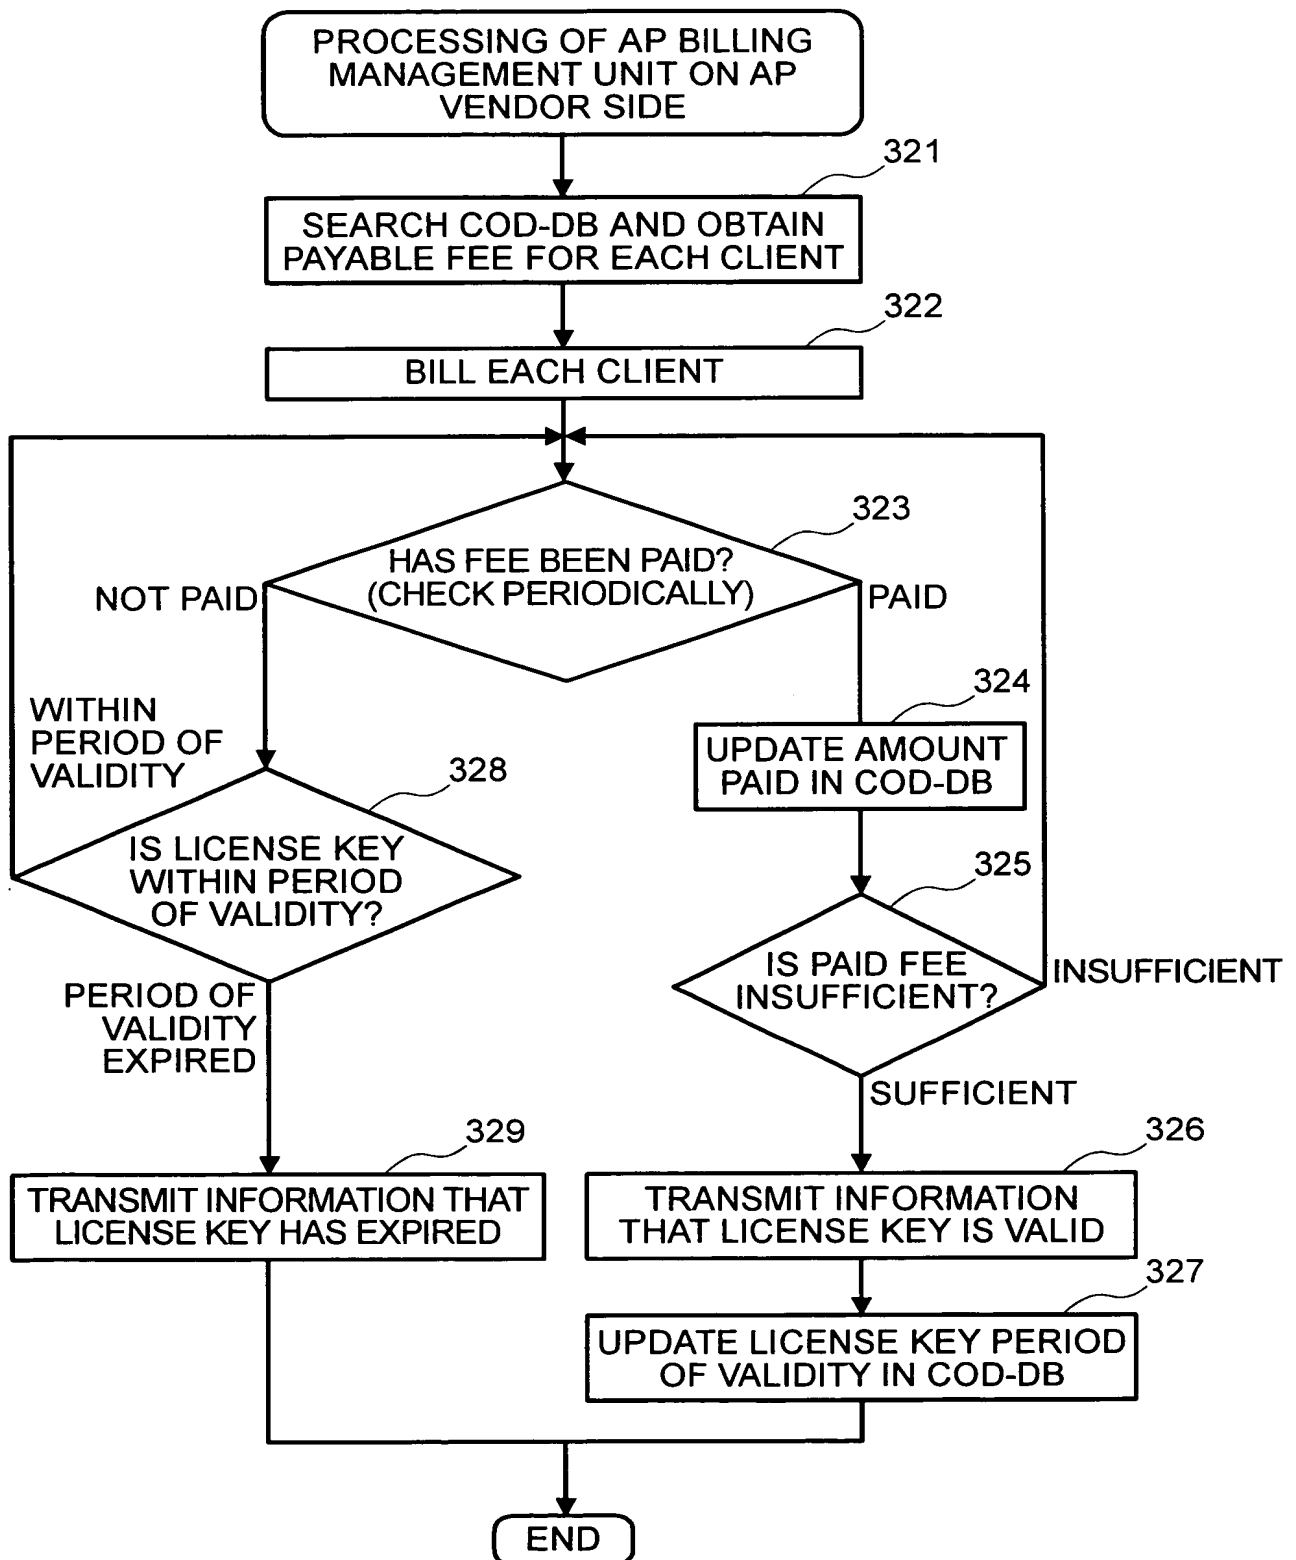 PROCESSING OF AP BILLING
MANAGEMENT UNIT ON AP
VENDOR SIDE
321
SEARCH COD-DB AND OBTAIN
PAYABLE FEE FOR EACH CLIENT
322
BILL EACH CLIENT
323
HAS FEE BEEN PAID?
(CHECK PERIODICALLY)
NOT PAID
PAID
324
UPDATE AMOUNT
PAID IN COD-DB
WITHIN
PERIOD OF
VALIDITY
328
IS LICENSE KEY
WITHIN PERIOD
OF VALIDITY?
325
IS PAID FEE
INSUFFICIENT?
INSUFFICIENT
PERIOD OF
VALIDITY
EXPIRED
SUFFICIENT
329
TRANSMIT INFORMATION THAT
LICENSE KEY HAS EXPIRED
326
TRANSMIT INFORMATION
THAT LICENSE KEY IS VALID
327
UPDATE LICENSE KEY PERIOD
OF VALIDITY IN COD-DB
END